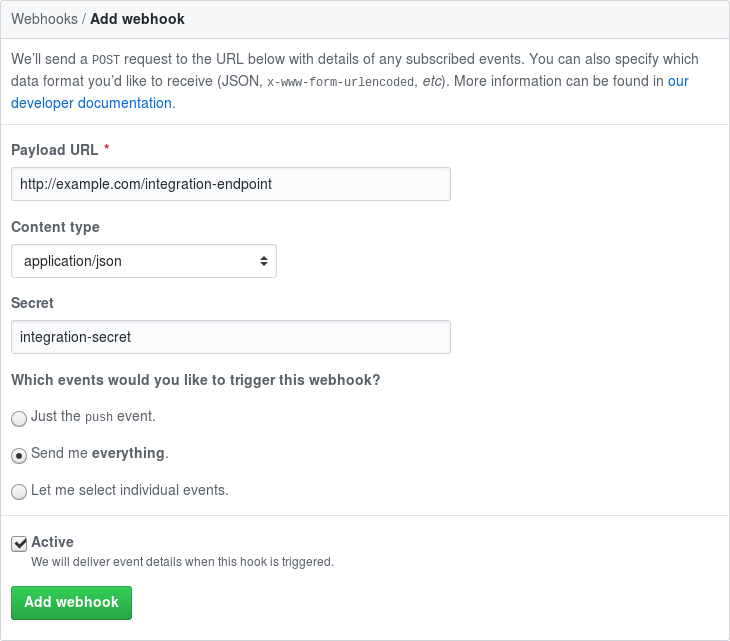 Webhooks / Add webhook
We’ll send a POST request to the URL below with details of any subscribed events. You can also specify which
data format you’d like to receive (JSON, x-www-form-urlencoded, etc). More information can be found in our
developer documentation.
Payload URL *
http://example.com/integration-endpoint
Content type
application/json
Secret
integration-secret
Which events would you like to trigger this webhook?
Just the push event.
Send me everything.
Let me select individual events.
Active
We will deliver event details when this hook is triggered.
Add webhook